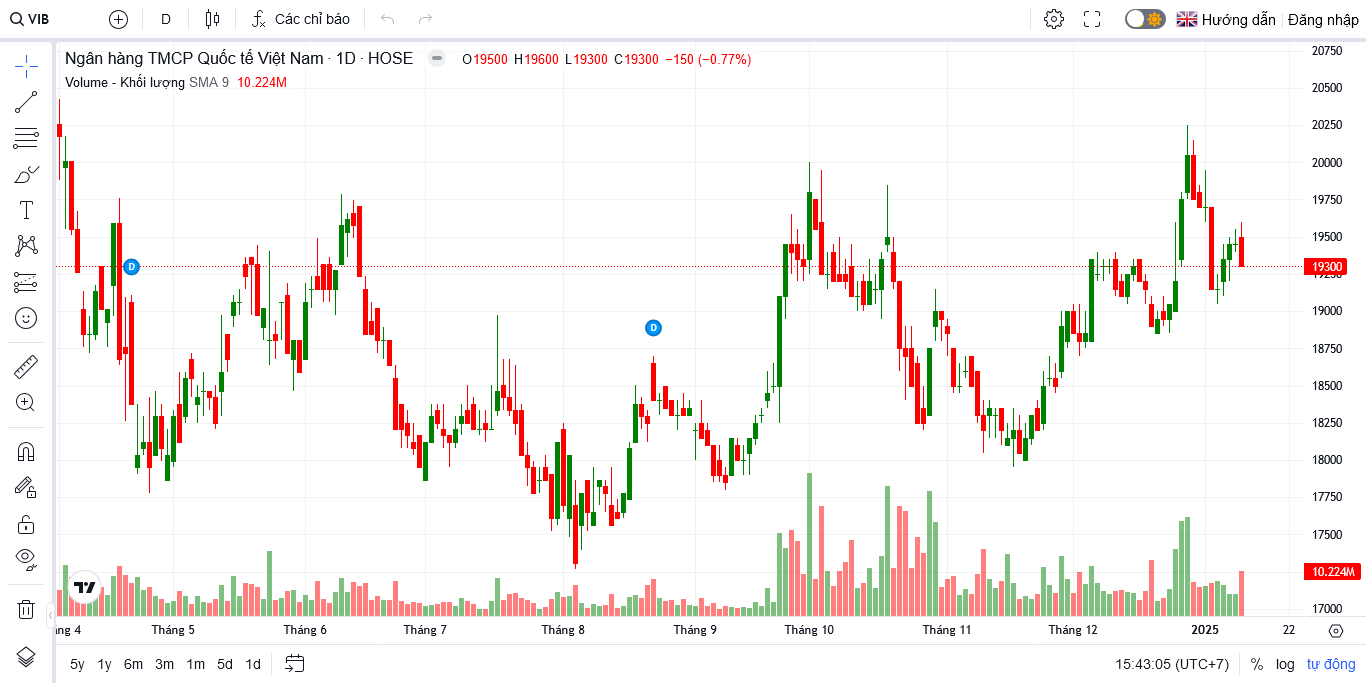 VIB D Các chỉ báo Hướng dẫn Đăng nhập
Ngân hàng TMCP Quốc tế Việt Nam · 1D · HOSE O19500 H19600 L19300 C19300 −150 (−0.77%)
Volume - Khối lượng SMA 9 10.224M
20750
20500
20250
20000
19750
19500
19300
19250
19000
18750
18500
18250
18000
17750
17500
10.224M
17000
D
D
ng 4 Tháng 5 Tháng 6 Tháng 7 Tháng 8 Tháng 9 Tháng 10 Tháng 11 Tháng 12 2025 22
5y 1y 6m 3m 1m 5d 1d 15:43:05 (UTC+7) % log tự động